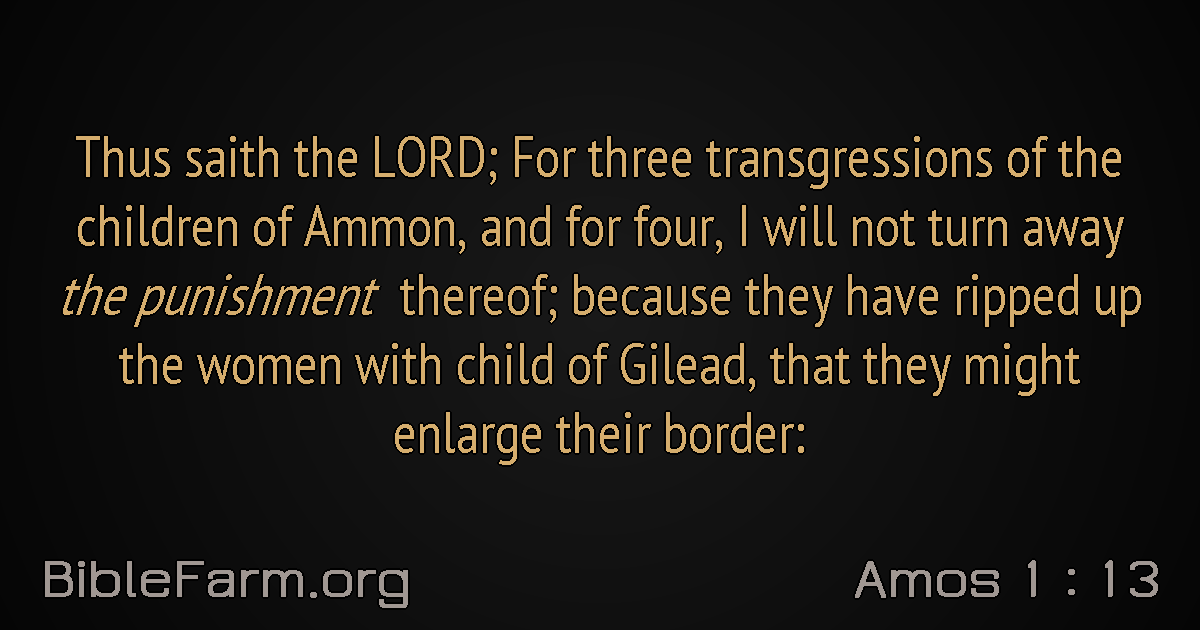 Thus saith the LORD; For three transgressions of the
children of Ammon, and for four, I will not turn away
the punishment thereof; because they have ripped up
the women with child of Gilead, that they might
enlarge their border:
BibleFarm.org
Amos 1 : 13